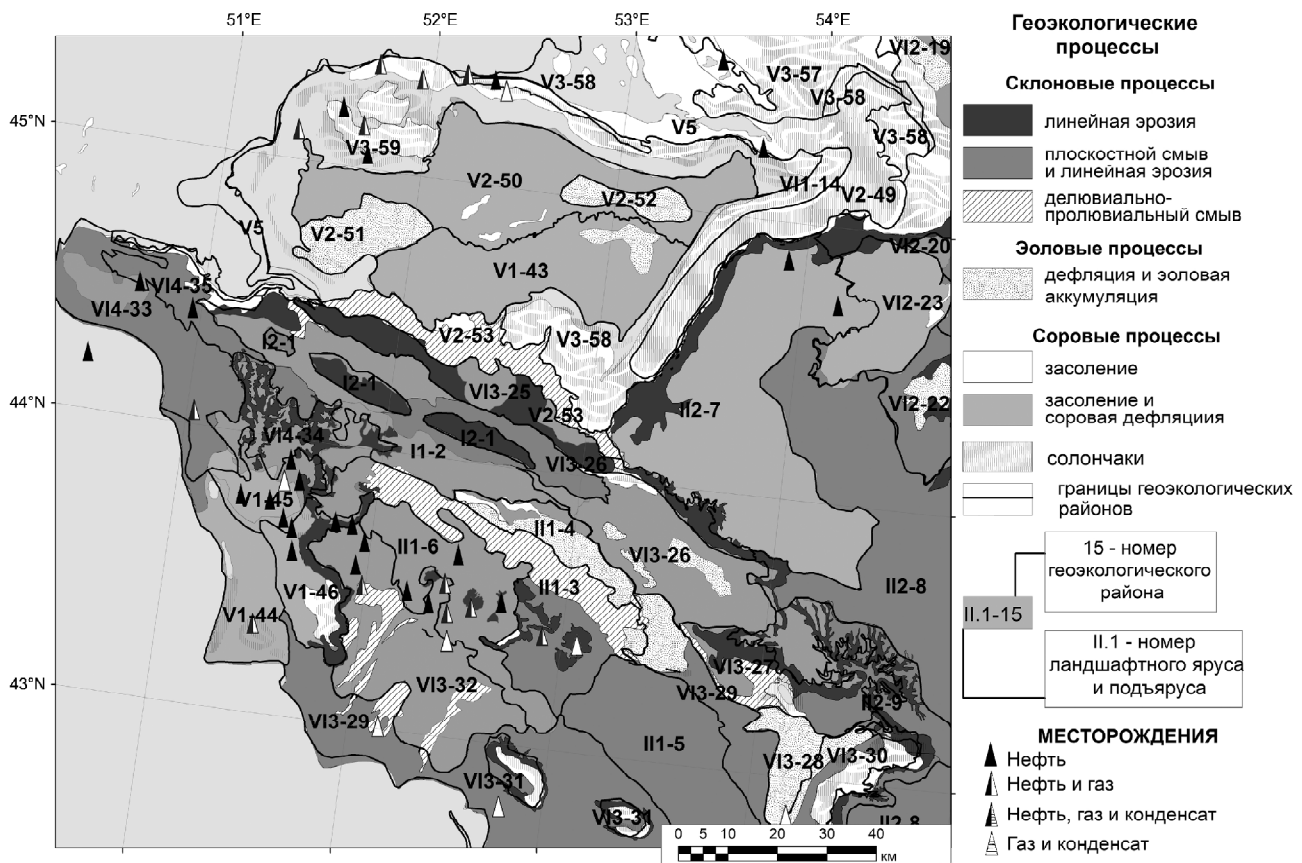 51°E
52°E
53°E
54°E
45°N
44°N
43°N
VI2-19
V3-57
V3-58
V3-58
V3-58
V5
V3-59
V2-50
V2-52
VI1-14
V2-49
V5
V2-51
VI2-20
V1-43
VI2-23
VI4-35
VI4-33
V2-53
V3-58
I2-1
I2-1
VI3-25
V2-53
II2-7
VI2-22
VI4-34
I1-2
I2-1
VI3-26
V1-45
II1-4
II1-6
VI3-26
II1-3
II2-8
V1-46
V1-44
VI3-27
VI3-32
VI3-29
II2-9
VI3-29
II1-5
VI3-28
VI3-30
VI3-31
VI3-31
II2-8
0 5 10 20 30 40
км
Геоэкологические
процессы
Склоновые процессы
линейная эрозия
плоскостной смыв
и линейная эрозия
делювиально-
пролювиальный смыв
Эоловые процессы
дефляция и эоловая
аккумуляция
Соровые процессы
засоление
засоление и
соровая дефляциия
солончаки
границы геоэкологических
районов
15 - номер
геоэкологического
района
II.1-15
II.1 - номер
ландшафтного яруса
и подъяруса
МЕСТОРОЖДЕНИЯ
Нефть
Нефть и газ
Нефть, газ и конденсат
Газ и конденсат